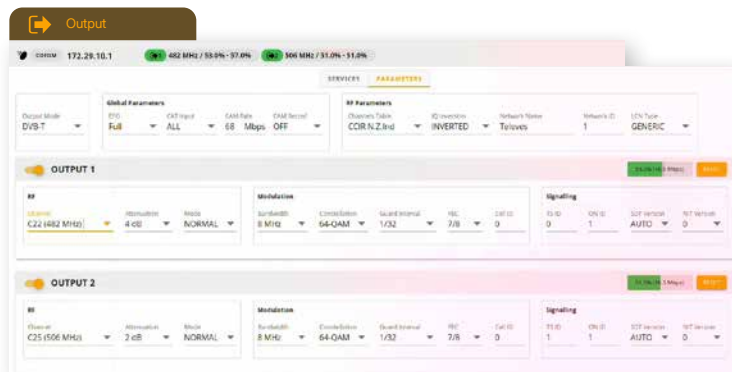 Output
COFDM 172.29.10.1 1 482 MHz / 53.0% - 57.0% 2 506 MHz / 51.0% - 51.0%
SERVICES PARAMETERS
Global Parameters RF Parameters
Output Mode EPG CAT Input CAM Rate CAM Reset Channels Table IQ Inversion Network Name Network ID LCN Type
DVB-T Full ALL 68 Mbps OFF CCIR N.Z.Ind INVERTED Televes 1 GENERIC
OUTPUT 1
RF Modulation Signalling
Channel Attenuation Mode Bandwidth Constellation Guard Interval FEC Cell ID TS ID ON ID SDT Version NIT Version
C22 (482 MHz) 4 dB NORMAL 8 MHz 64-QAM 1/32 7/8 0 0 1 AUTO 0
OUTPUT 2
RESET
RF Modulation Signalling
Channel Attenuation Mode Bandwidth Constellation Guard Interval FEC Cell ID TS ID ON ID SDT Version NIT Version
C25 (506 MHz) 2 dB NORMAL 8 MHz 64-QAM 1/32 7/8 0 1 1 AUTO 0